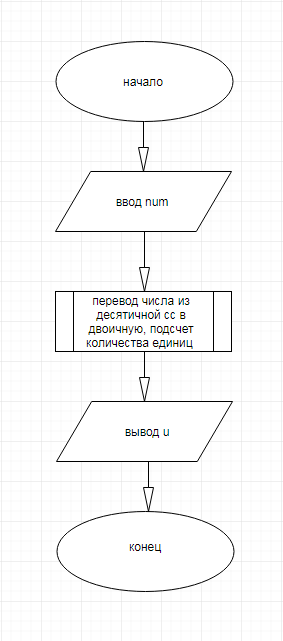 начало
ввод num
перевод числа из
десятичной сс в
двоичную, подсчет
количества единиц
вывод u
конец